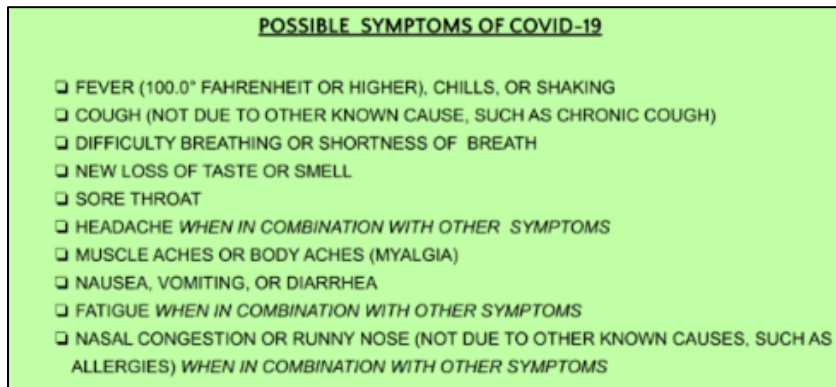 POSSIBLE SYMPTOMS OF COVID-19
❏ FEVER (100.0° FAHRENHEIT OR HIGHER), CHILLS, OR SHAKING
❏ COUGH (NOT DUE TO OTHER KNOWN CAUSE, SUCH AS CHRONIC COUGH)
❏ DIFFICULTY BREATHING OR SHORTNESS OF BREATH
❏ NEW LOSS OF TASTE OR SMELL
❏ SORE THROAT
❏ HEADACHE WHEN IN COMBINATION WITH OTHER SYMPTOMS
❏ MUSCLE ACHES OR BODY ACHES (MYALGIA)
❏ NAUSEA, VOMITING, OR DIARRHEA
❏ FATIGUE WHEN IN COMBINATION WITH OTHER SYMPTOMS
❏ NASAL CONGESTION OR RUNNY NOSE (NOT DUE TO OTHER KNOWN CAUSES, SUCH AS
ALLERGIES) WHEN IN COMBINATION WITH OTHER SYMPTOMS